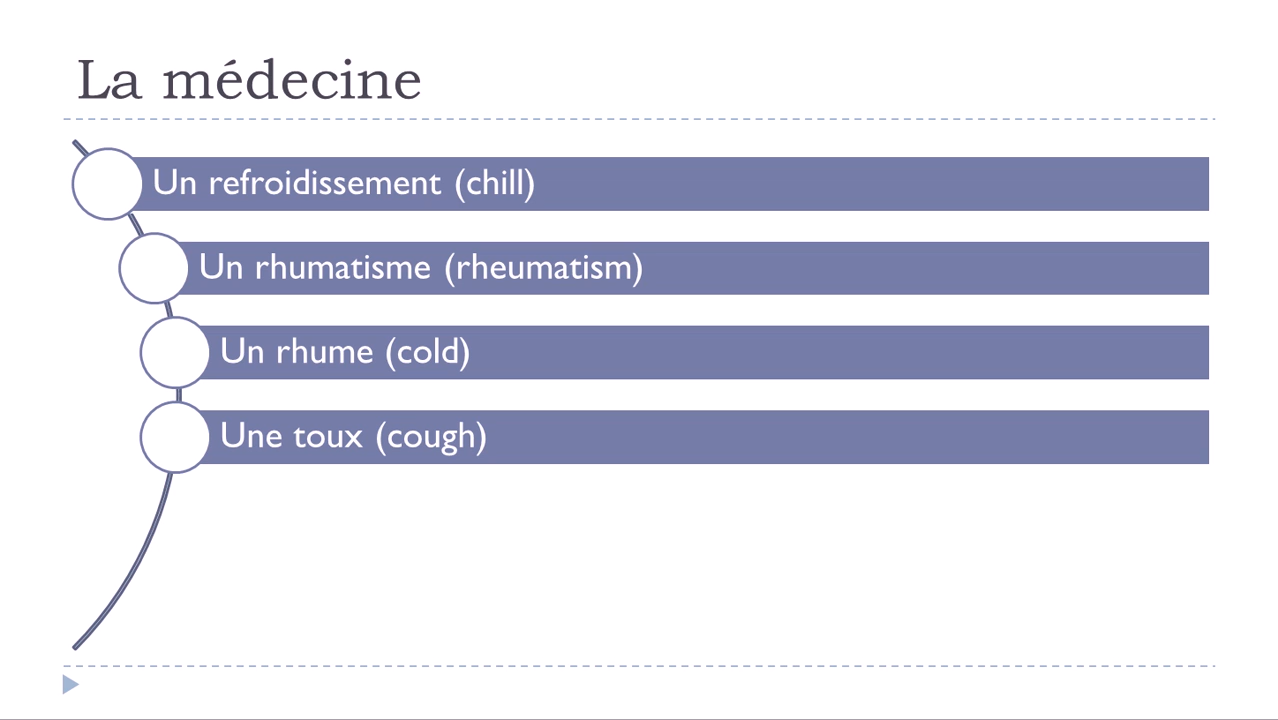 La médecine
Un refroidissement (chill)
Un rhumatisme (rheumatism)
Un rhume (cold)
Une toux (cough)